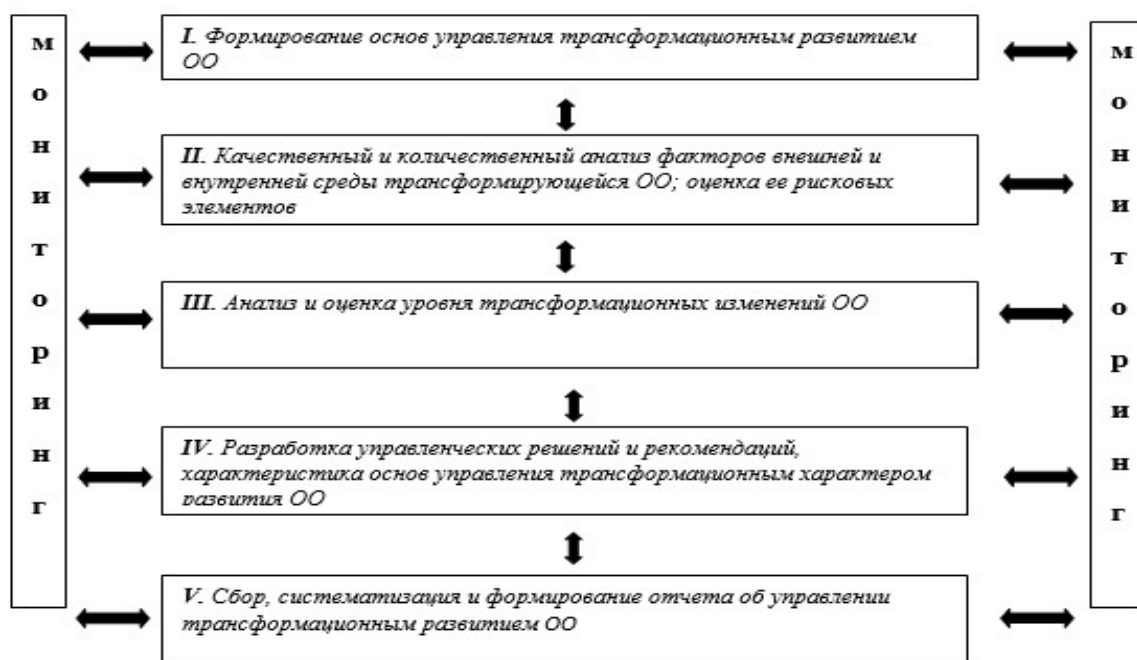 мониторинг
I. Формирование основ управления трансформационным развитием
ОО
II. Качественный и количественный анализ факторов внешней и
внутренней среды трансформирующейся ОО; оценка ее рисковых
элементов
III. Анализ и оценка уровня трансформационных изменений ОО
IV. Разработка управленческих решений и рекомендаций,
характеристика основ управления трансформационным характером
развития ОО
V. Сбор, систематизация и формирование отчета об управлении
трансформационным развитием ОО
мониторинг